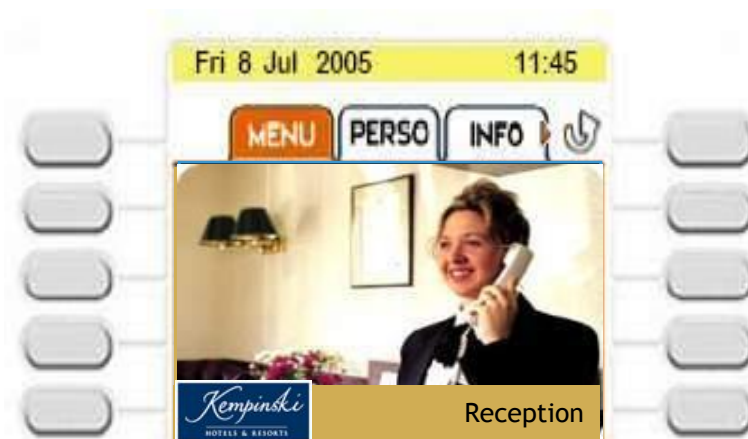 Fri 8 Jul 2005 11:45
MENU PERSO INFO
Kempinski
HOTELS & RESORTS
Reception